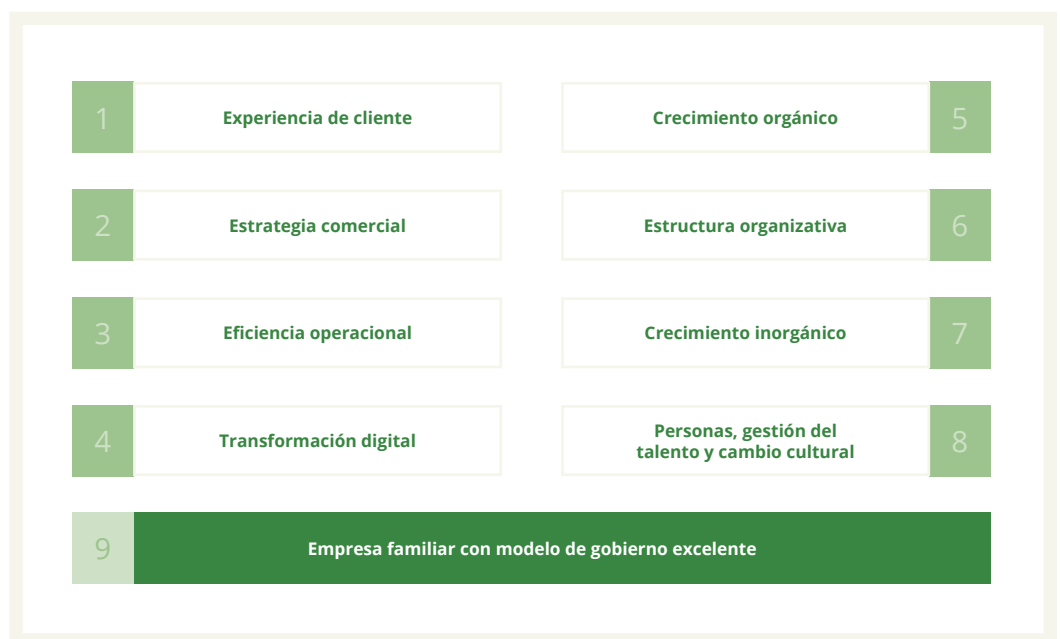 1
Experiencia de cliente
2
Estrategia comercial
3
Eficiencia operacional
4
Transformación digital
Crecimiento orgánico
5
Estructura organizativa
6
Crecimiento inorgánico
7
Personas, gestión del
talento y cambio cultural
8
9
Empresa familiar con modelo de gobierno excelente